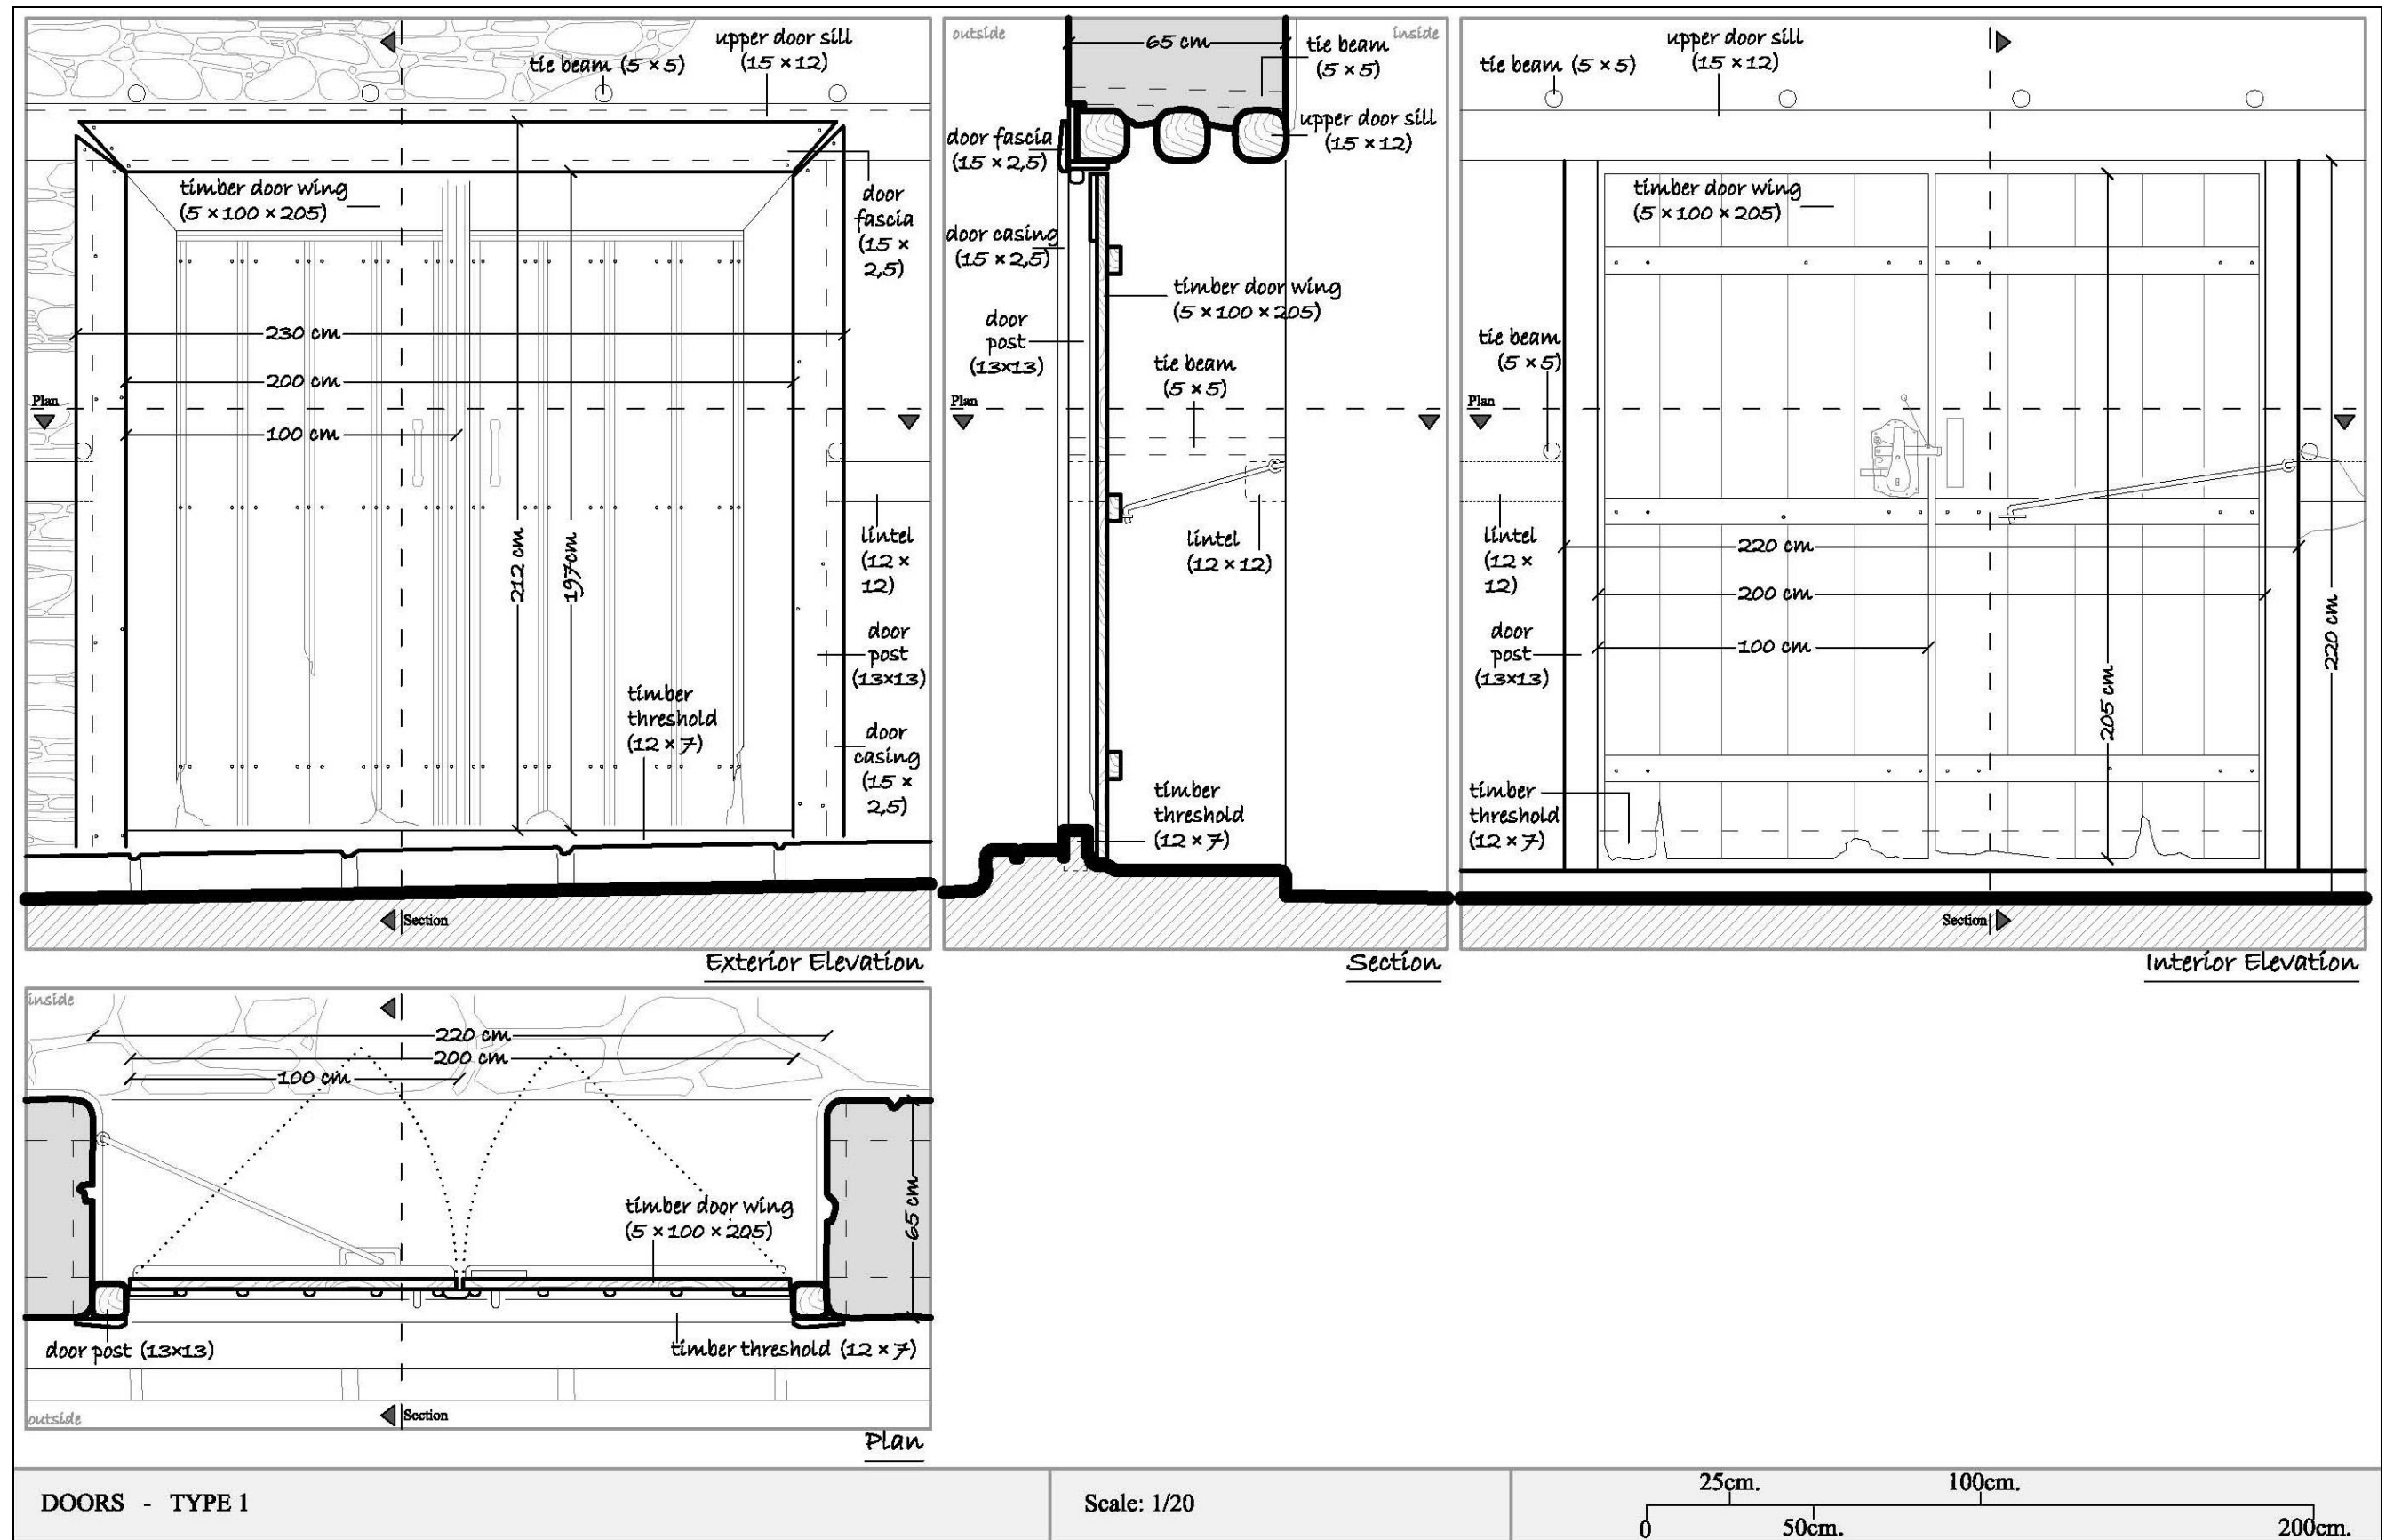 upper door sill
(15 × 12)
tie beam (5 × 5)
timber door wing
(5 × 100 × 205)
door
fascia
(15 ×
2,5)
230 cm
200 cm
Plan
100 cm
212 cm
197cm
lintel
(12 ×
12)
door
post
(13×13)
timber
threshold
(12 × 7)
door
casing
(15 ×
2,5)
Section
Exterior Elevation
outside
65 cm
inside
tie beam
(5 × 5)
upper door sill
(15 × 12)
door fascia
(15 × 2,5)
door casing
(15 × 2,5)
timber door wing
(5 × 100 × 205)
door
post
(13×13)
tie beam
(5 × 5)
Plan
lintel
(12 × 12)
timber
threshold
(12 × 7)
Section
upper door sill
(15 × 12)
tie beam (5 × 5)
timber door wing
(5 × 100 × 205)
tie beam
(5 × 5)
Plan
lintel
(12 ×
12)
220 cm
200 cm
100 cm
205 cm
220 cm
door
post
(13×13)
timber
threshold
(12 × 7)
Section
Interior Elevation
inside
220 cm
200 cm
100 cm
timber door wing
(5 × 100 × 205)
65 cm
door post (13×13)
timber threshold (12 × 7)
outside
Section
Plan
DOORS - TYPE 1
Scale: 1/20
25cm.
100cm.
0
50cm.
200cm.